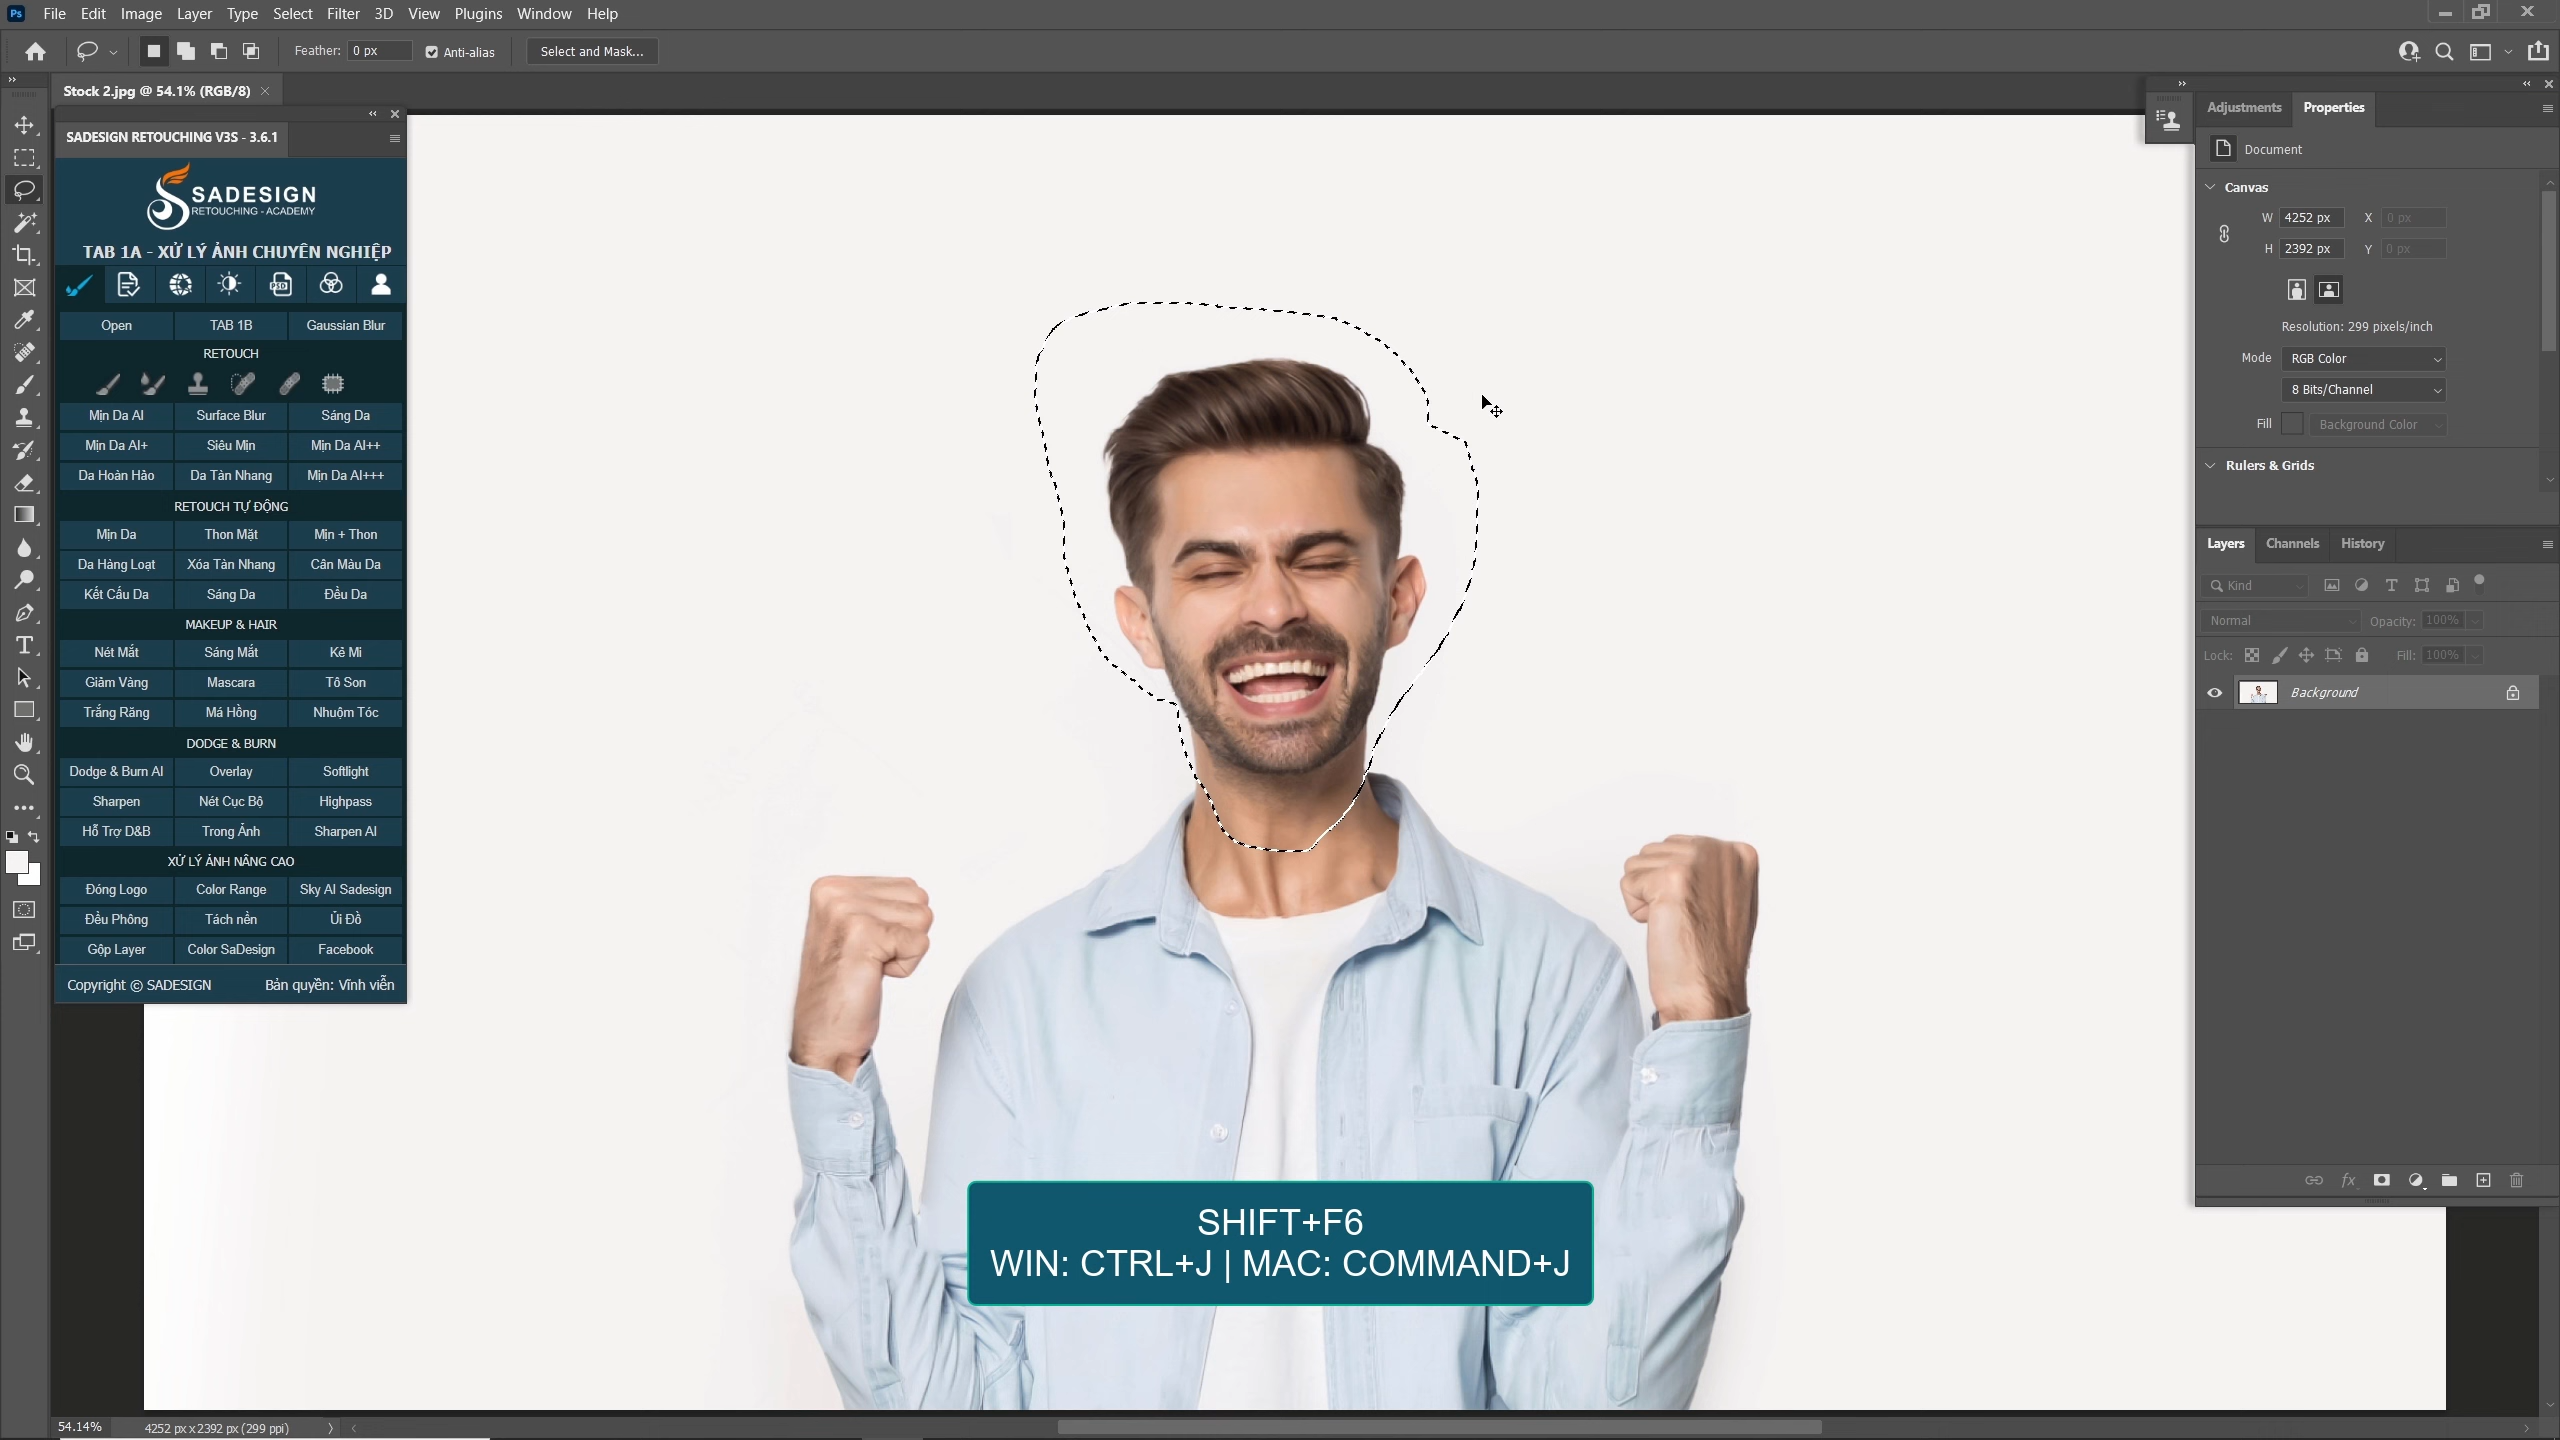 Ps File Edit Image Layer Type Select Filter 3D View Plugins Window Help
Feather: 0 px Anti-alias Select and Mask...
Stock 2.jpg @ 54.1% (RGB/8)
SADESIGN RETOUCHING V3S - 3.6.1
SADESIGN
RETOUCHING - ACADEMY
TAB 1A - XỬ LÝ ẢNH CHUYÊN NGHIỆP
PSD
Open TAB 1B Gaussian Blur
RETOUCH
Mịn Da AI Surface Blur Sáng Da
Mịn Da AI+ Siêu Mịn Mịn Da AI++
Da Hoàn Hảo Da Tàn Nhang Mịn Da AI+++
RETOUCH TỰ ĐỘNG
Mịn Da Thon Mặt Mịn + Thon
Da Hàng Loạt Xóa Tàn Nhang Cân Màu Da
Kết Cấu Da Sáng Da Đều Da
MAKEUP & HAIR
Nét Mắt Sáng Mắt Kẻ Mi
Giảm Vàng Mascara Tô Son
Trắng Răng Má Hồng Nhuộm Tóc
DODGE & BURN
Dodge & Burn AI Overlay Softlight
Sharpen Nét Cục Bộ Highpass
Hỗ Trợ D&B Trong Ảnh Sharpen AI
XỬ LÝ ẢNH NÂNG CAO
Đóng Logo Color Range Sky AI Sadesign
Đều Phông Tách nền Ủi Đồ
Gộp Layer Color SaDesign Facebook
Copyright © SADESIGN Bản quyền: Vĩnh viễn
SHIFT+F6
WIN: CTRL+J | MAC: COMMAND+J
54.14% 4252 px x 2392 px (299 ppi)
Adjustments Properties
Document
Canvas
W 4252 px X 0 px
H 2392 px Y 0 px
Resolution: 299 pixels/inch
Mode RGB Color
8 Bits/Channel
Fill Background Color
Rulers & Grids
Layers Channels History
Kind
Normal Opacity: 100%
Lock: Fill: 100%
Background
fx